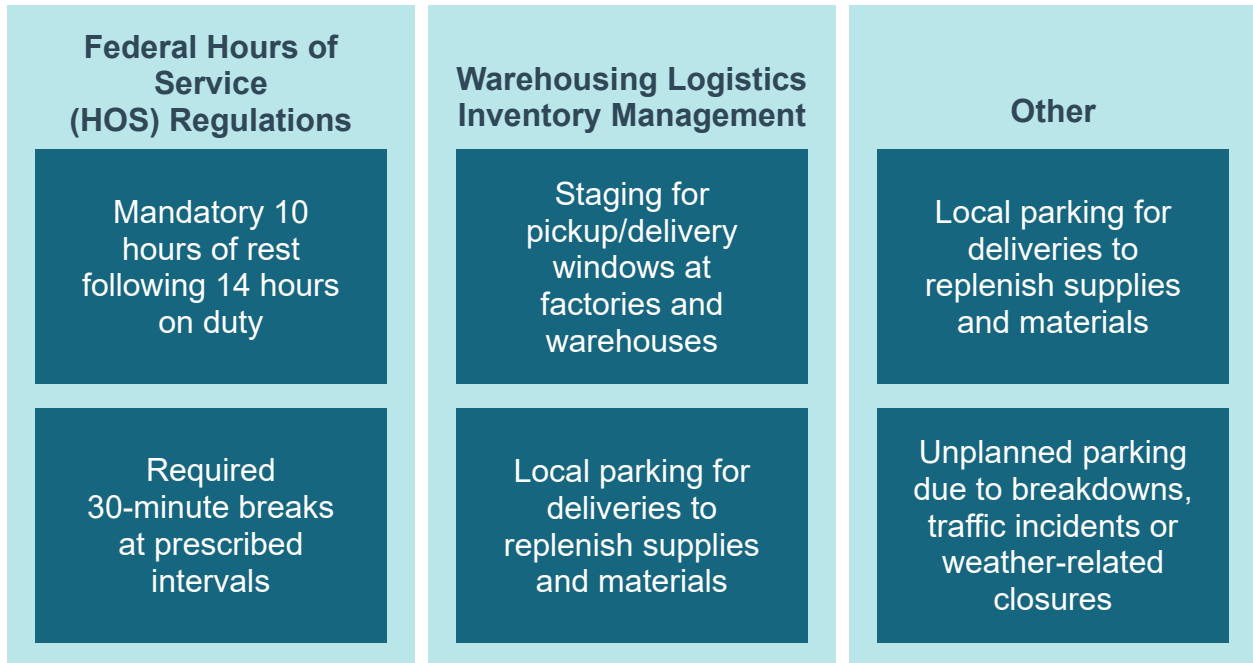 Federal Hours of
Service
(HOS) Regulations
Mandatory 10
hours of rest
following 14 hours
on duty
Required
30-minute breaks
at prescribed
intervals
Warehousing Logistics
Inventory Management
Staging for
pickup/delivery
windows at
factories and
warehouses
Local parking for
deliveries to
replenish supplies
and materials
Other
Local parking for
deliveries to
replenish supplies
and materials
Unplanned parking
due to breakdowns,
traffic incidents or
weather-related
closures